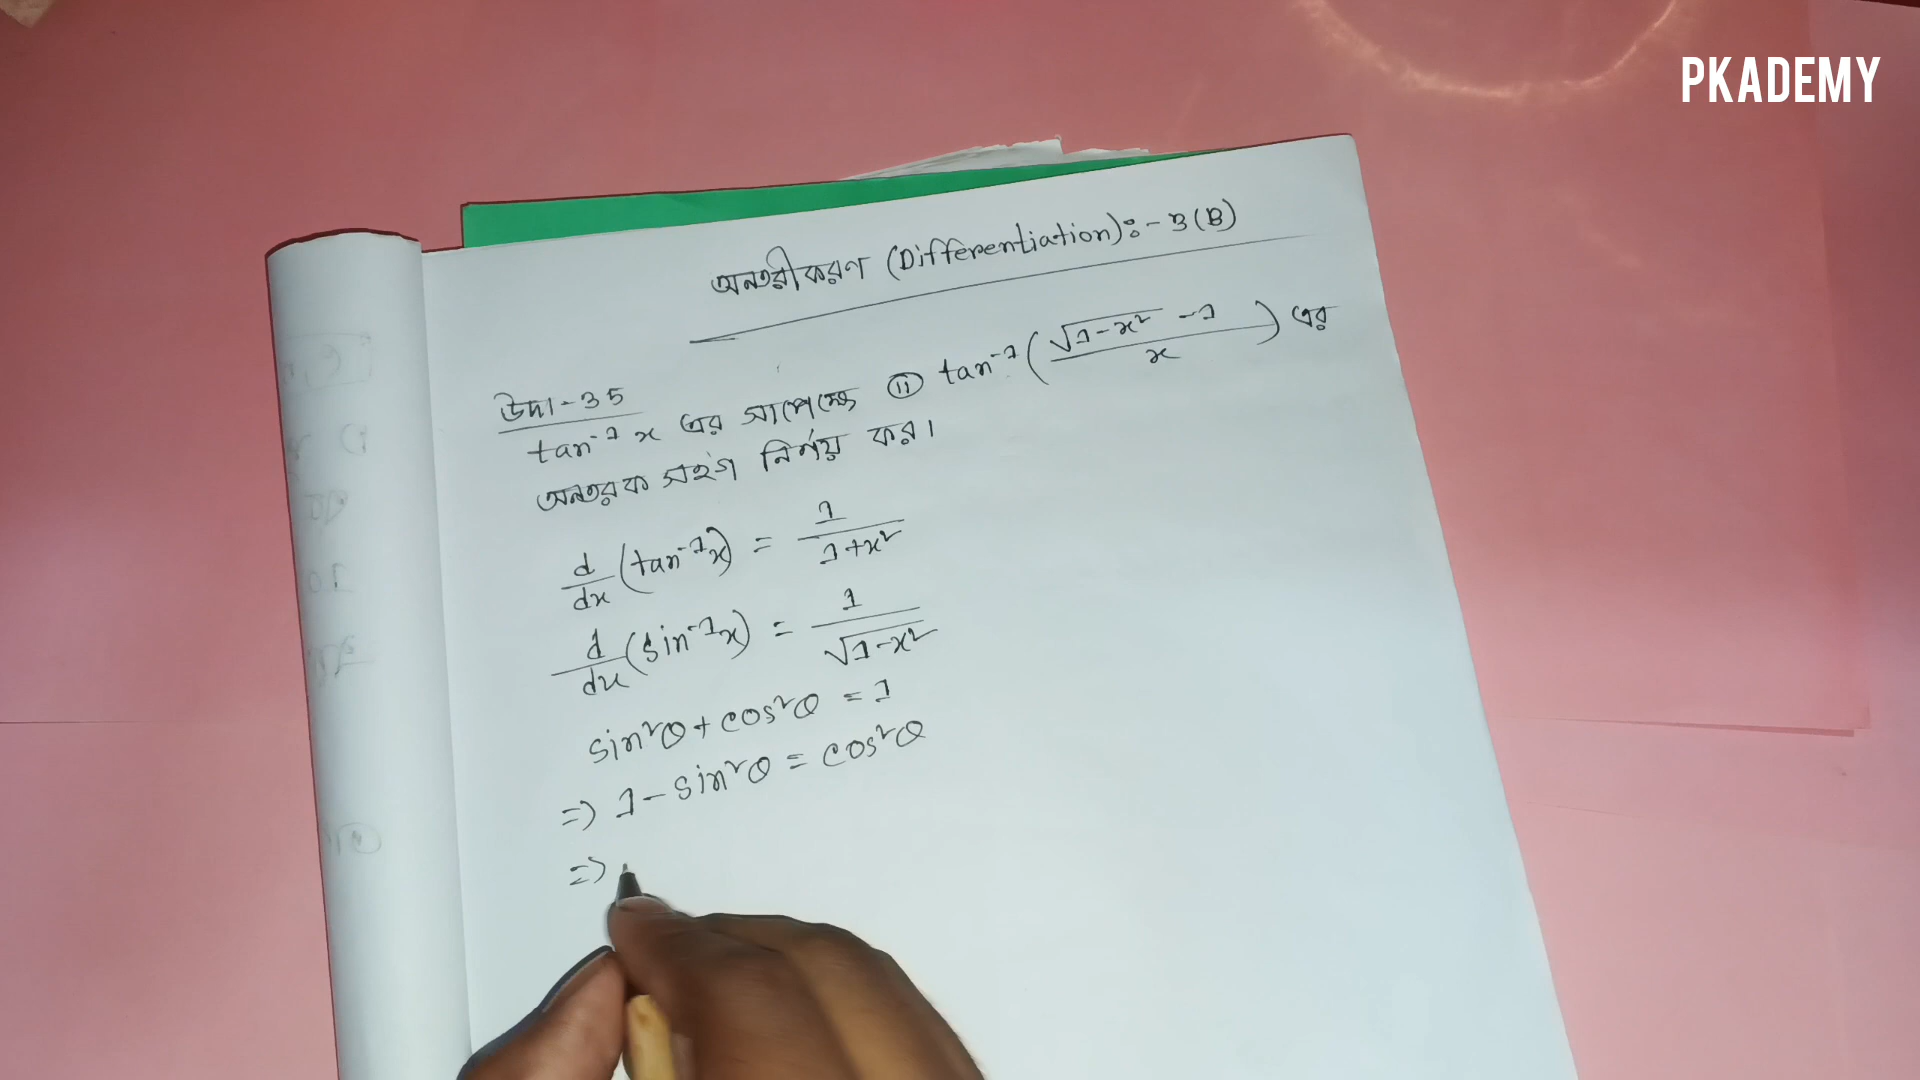 PKADEMY
অন্তরীকরণ (Differentiation):- 3(B)
উদা-35
tan⁻¹x এর সাপেক্ষে (ii) tan⁻¹((√(1-x²) -1)/x) এর
অন্তরক সহগ নির্ণয় কর।
d/dx (tan⁻¹x) = 1/(1+x²)
d/dx (sin⁻¹x) = 1/√(1-x²)
sin²θ + cos²θ = 1
=> 1 - sin²θ = cos²θ
=>